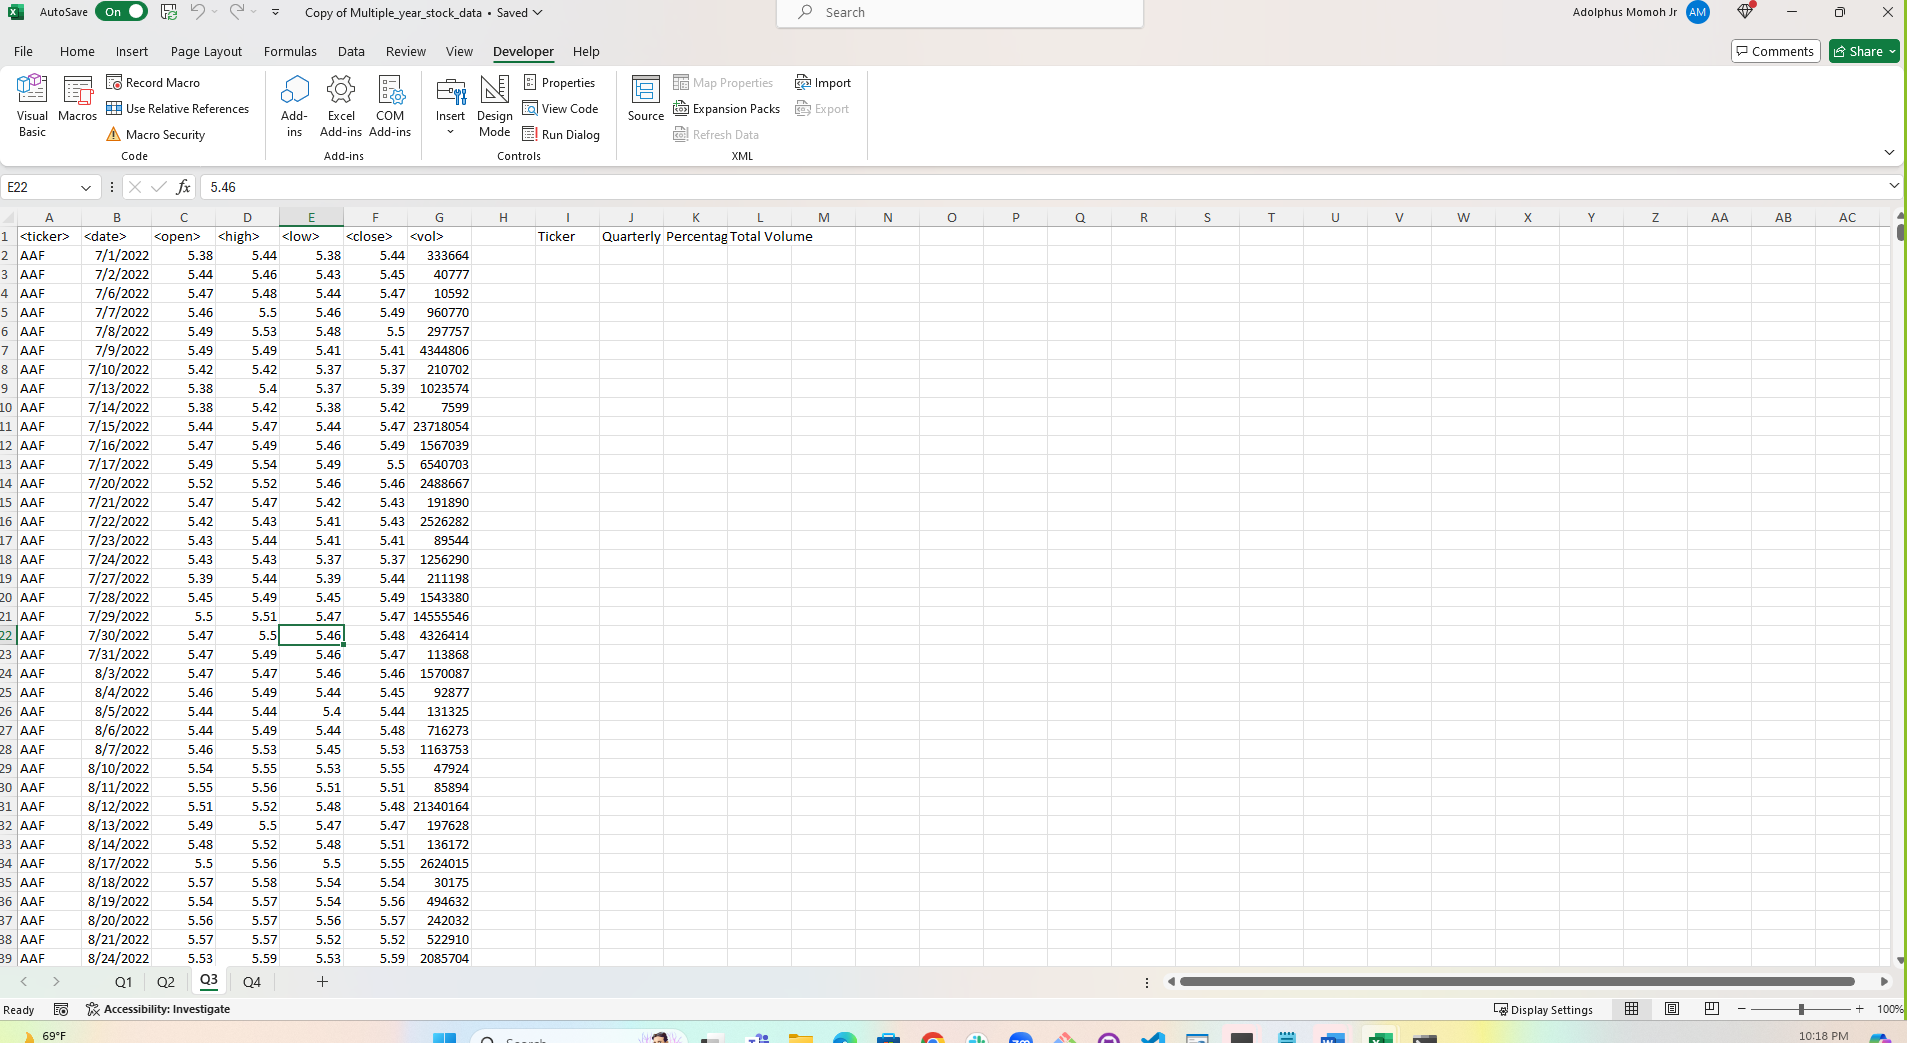 AutoSave On Copy of Multiple_year_stock_data • Saved Search Adolphus Momoh Jr AM
File Home Insert Page Layout Formulas Data Review View Developer Help Comments Share
Visual Basic
Macros
Record Macro
Use Relative References
Macro Security
Code
Add-ins
Excel Add-ins
COM Add-ins
Add-ins
Insert
Design Mode
Properties
View Code
Run Dialog
Controls
Source
Map Properties
Expansion Packs
Refresh Data
Import
Export
XML
E22 fx 5.46
A B C D E F G H I J K L M N O P Q R S T U V W X Y Z AA AB AC
1 <ticker> <date> <open> <high> <low> <close> <vol> Ticker Quarterly Percentag Total Volume
2 AAF 7/1/2022 5.38 5.44 5.38 5.44 333664
3 AAF 7/2/2022 5.44 5.46 5.43 5.45 40777
4 AAF 7/6/2022 5.47 5.48 5.44 5.47 10592
5 AAF 7/7/2022 5.46 5.5 5.46 5.49 960770
6 AAF 7/8/2022 5.49 5.53 5.48 5.5 297757
7 AAF 7/9/2022 5.49 5.49 5.41 5.41 4344806
8 AAF 7/10/2022 5.42 5.42 5.37 5.37 210702
9 AAF 7/13/2022 5.38 5.4 5.37 5.39 1023574
10 AAF 7/14/2022 5.38 5.42 5.38 5.42 7599
11 AAF 7/15/2022 5.44 5.47 5.44 5.47 23718054
12 AAF 7/16/2022 5.47 5.49 5.46 5.49 1567039
13 AAF 7/17/2022 5.49 5.54 5.49 5.5 6540703
14 AAF 7/20/2022 5.52 5.52 5.46 5.46 2488667
15 AAF 7/21/2022 5.47 5.47 5.42 5.43 191890
16 AAF 7/22/2022 5.42 5.43 5.41 5.43 2526282
17 AAF 7/23/2022 5.43 5.44 5.41 5.41 89544
18 AAF 7/24/2022 5.43 5.43 5.37 5.37 1256290
19 AAF 7/27/2022 5.39 5.44 5.39 5.44 211198
20 AAF 7/28/2022 5.45 5.49 5.45 5.49 1543380
21 AAF 7/29/2022 5.5 5.51 5.47 5.47 14555546
22 AAF 7/30/2022 5.47 5.5 5.46 5.48 4326414
23 AAF 7/31/2022 5.47 5.49 5.46 5.47 113868
24 AAF 8/3/2022 5.47 5.47 5.46 5.46 1570087
25 AAF 8/4/2022 5.46 5.49 5.44 5.45 92877
26 AAF 8/5/2022 5.44 5.44 5.4 5.44 131325
27 AAF 8/6/2022 5.44 5.49 5.44 5.48 716273
28 AAF 8/7/2022 5.46 5.53 5.45 5.53 1163753
29 AAF 8/10/2022 5.54 5.55 5.53 5.55 47924
30 AAF 8/11/2022 5.55 5.56 5.51 5.51 85894
31 AAF 8/12/2022 5.51 5.52 5.48 5.48 21340164
32 AAF 8/13/2022 5.49 5.5 5.47 5.47 197628
33 AAF 8/14/2022 5.48 5.52 5.48 5.51 136172
34 AAF 8/17/2022 5.5 5.56 5.5 5.55 2624015
35 AAF 8/18/2022 5.57 5.58 5.54 5.54 30175
36 AAF 8/19/2022 5.54 5.57 5.54 5.56 494632
37 AAF 8/20/2022 5.56 5.57 5.56 5.57 242032
38 AAF 8/21/2022 5.57 5.57 5.52 5.52 522910
39 AAF 8/24/2022 5.53 5.59 5.53 5.59 2085704
Q1 Q2 Q3 Q4
Ready Accessibility: Investigate Display Settings 100%
69°F Search 10:18 PM